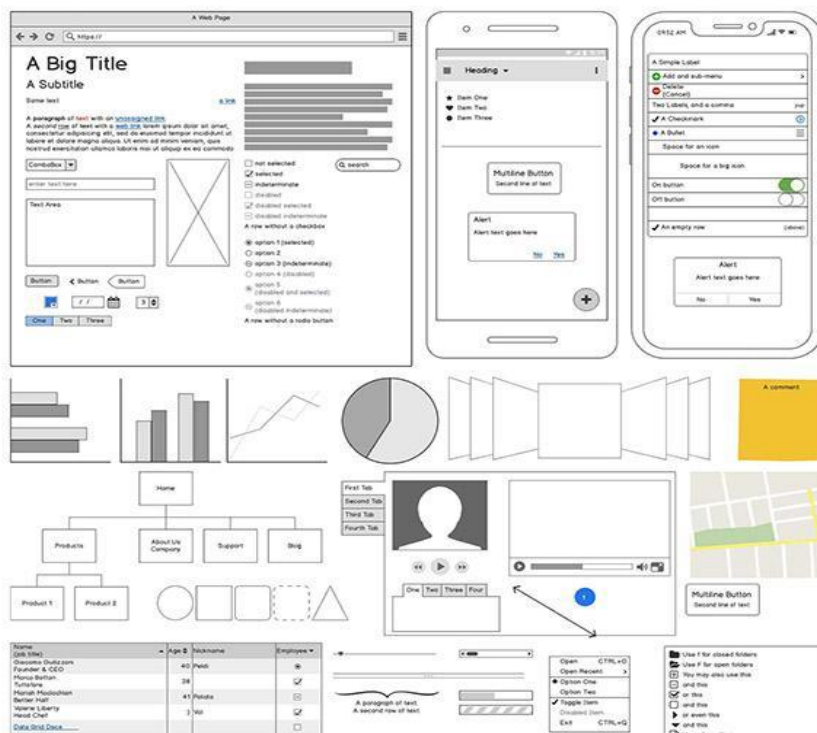 A Web Page
https://
A Big Title
A Subtitle
Some text
a link
A paragraph of text with an unassigned link
A second row of text with a web link lorem ipsum dolor sit amet,
consectetur adipiscing elit, sed do eiusmod tempor incididunt ut
labore et dolore magna aliqua. Ut enim ad minim veniam, quis
nostrud exercitation ullamco laboris nisi ut aliquip ex ea commodo
ComboBox
enter text here
Text Area
Button
Button
Button
/ /
3
One Two Three
not selected
selected
indeterminate
disabled
disabled selected
disabled indeterminate
A row without a checkbox
option 1 (selected)
option 2
option 3 (indeterminate)
option 4 (disabled)
option 5
(disabled and selected)
option 6
(disabled indeterminate)
A row without a radio button
search
Heading
Item One
Item Two
Item Three
Multiline Button
Second line of text
Alert
Alert text goes here
No Yes
09:52 AM
A Simple Label
Add and sub-menu
Delete
(Cancel)
Two Labels, and a comma
A Checkmark
A Bullet
Space for an icon
Space for a big icon
On button
Off button
An empty row
(above)
Alert
Alert text goes here
No Yes
A comment
Home
Products
About Us
Company
Support
Blog
Product 1
Product 2
First Tab
Second Tab
Third Tab
Fourth Tab
One Two Three Four
1
Multiline Button
Second line of text
Name
(job title)
Age
Nickname
Employee
Giacomo Guilizzoni
Founder & CEO
40
Peldi
Marco Botton
Tuttofare
38
Mariah Maclachlan
Better Half
41
Patata
Valerie Liberty
Head Chef
:)
Val
Data Grid Docs
A paragraph of text.
A second row of text.
Open CTRL+O
Open Recent
Option One
Option Two
Toggle Item
Disabled Item
Exit CTRL+Q
Use f for closed folders
Use F for open folders
You may also use this
and this
or this
and this
or even this
and this